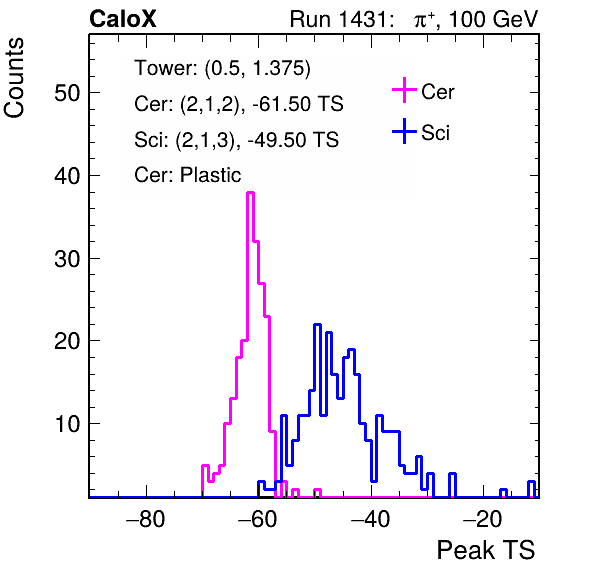 CaloX Run 1431: π⁺, 100 GeV
Counts
Tower: (0.5, 1.375)
Cer: (2,1,2), -61.50 TS
Sci: (2,1,3), -49.50 TS
Cer: Plastic
Cer
Sci
50
40
30
20
10
−80 −60 −40 −20
Peak TS